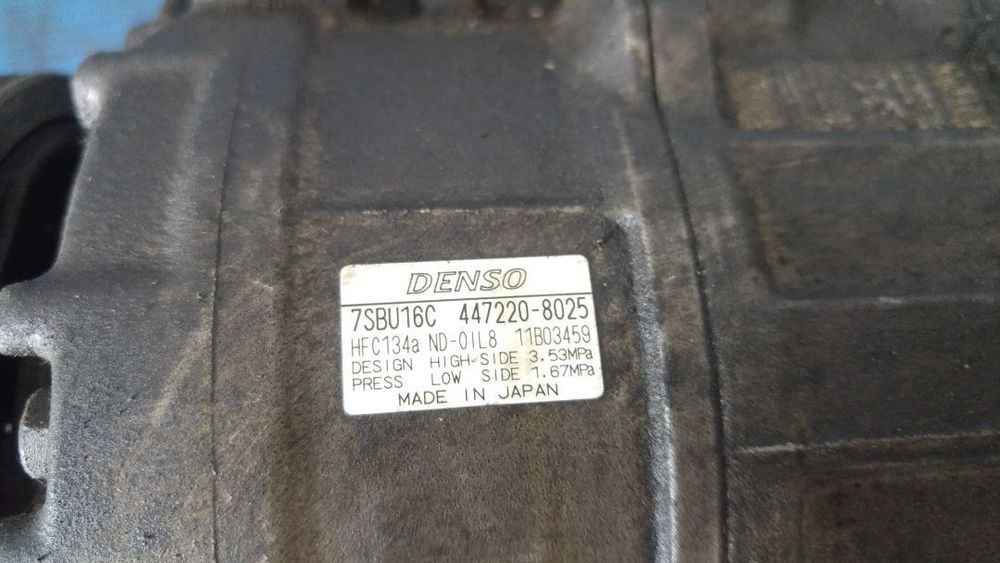 DENSO
7SBU16C 447220-8025
HFC134a ND-OIL8 11B03459
DESIGN HIGH-SIDE 3.53MPa
PRESS LOW SIDE 1.67MPa
MADE IN JAPAN